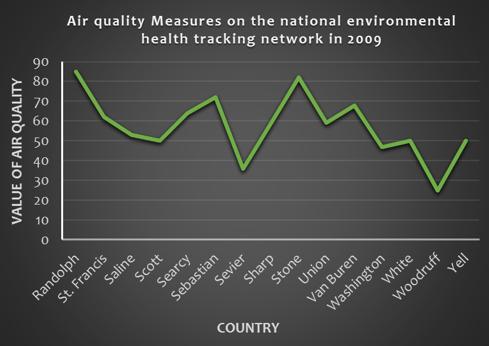 Air quality Measures on the national environmental
health tracking network in 2009
VALUE OF AIR QUALITY
90
80
70
60
50
40
30
20
10
0
Randolph
St. Francis
Saline
Scott
Searcy
Sebastian
Sevier
Sharp
Stone
Union
Van Buren
Washington
White
Woodruff
Yell
COUNTRY